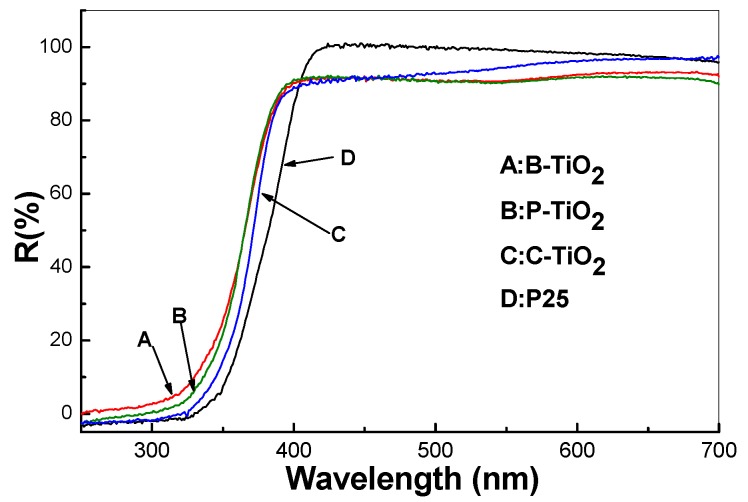 100
80
60
40
20
0
R(%)
A
B
C
D
A:B-TiO₂
B:P-TiO₂
C:C-TiO₂
D:P25
300
400
500
600
700
Wavelength (nm)